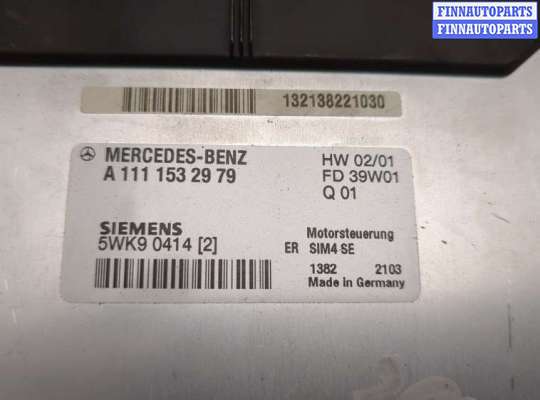 FINNAUTOPARTS
FINNAUTOPARTS
132138221030
MERCEDES-BENZ
A 111 153 29 79
HW 02/01
FD 39W01
Q 01
SIEMENS
5WK9 0414 [2]
Motorsteuerung
ER SIM4 SE
1382 2103
Made in Germany